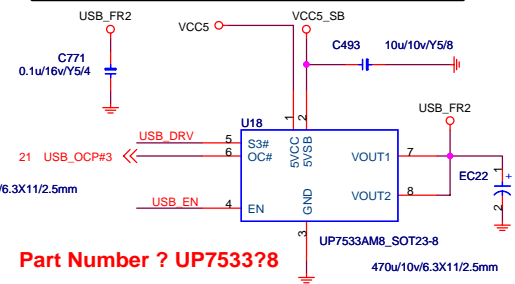 USB_FR2
VCC5
VCC5_SB
C771
0.1u/16v/Y5/4
C493
10u/10v/Y5/8
USB_FR2
U18
1
2
USB_DRV
5
S3#
5VCC
5VSB
21
USB_OCP#3
6
OC#
VOUT1
7
/6.3X11/2.5mm
EC22
1
+
2
VOUT2
8
USB_EN
4
EN
GND
3
UP7533AM8_SOT23-8
Part Number ? UP7533?8
470u/10v/6.3X11/2.5mm